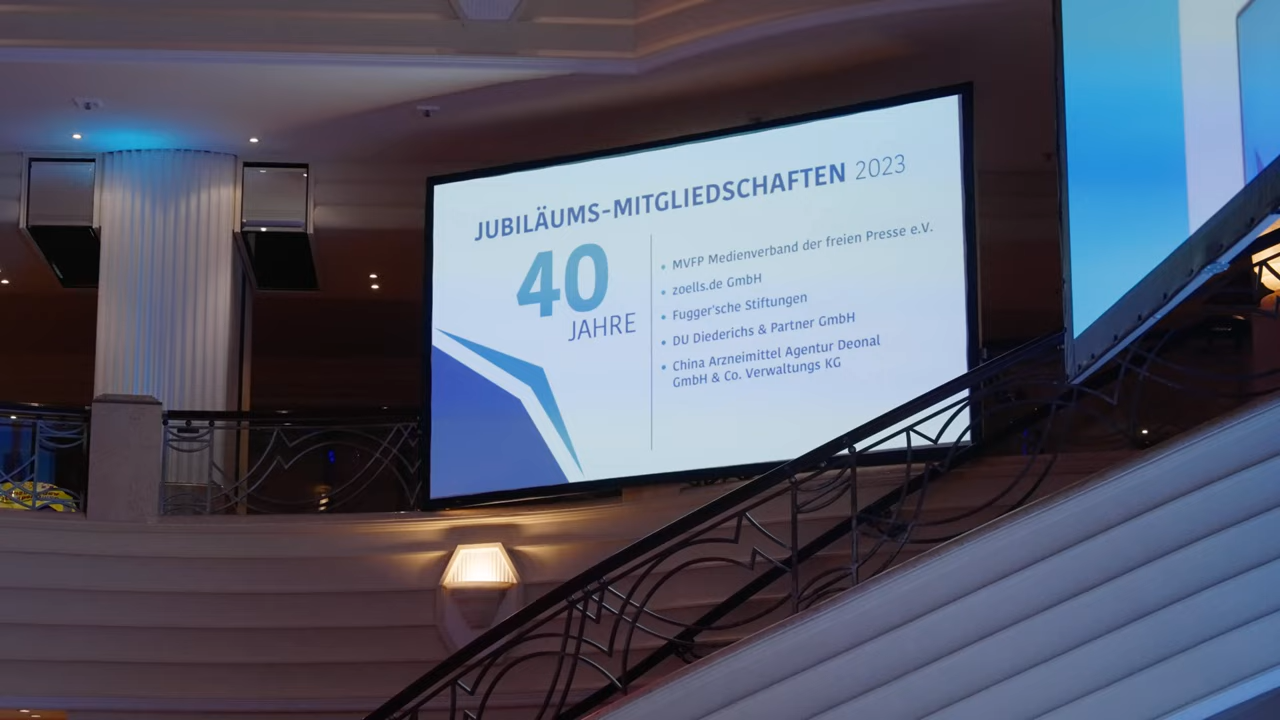 JUBILÄUMS-MITGLIEDSCHAFTEN 2023
40
JAHRE
• MVFP Medienverband der freien Presse e.V.
• zoells.de GmbH
• Fugger'sche Stiftungen
• DU Diederichs & Partner GmbH
• China Arzneimittel Agentur Deonal
GmbH & Co. Verwaltungs KG